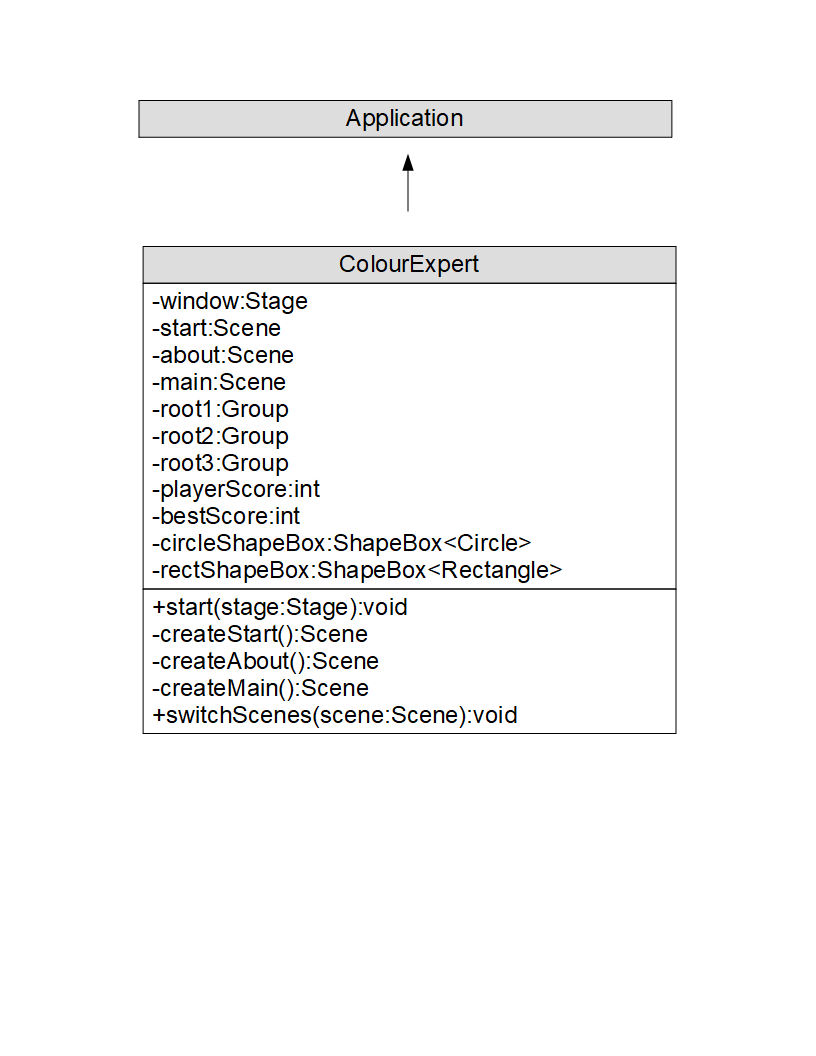 Application
ColourExpert
-window:Stage
-start:Scene
-about:Scene
-main:Scene
-root1:Group
-root2:Group
-root3:Group
-playerScore:int
-bestScore:int
-circleShapeBox:ShapeBox<Circle>
-rectShapeBox:ShapeBox<Rectangle>
+start(stage:Stage):void
-createStart():Scene
-createAbout():Scene
-createMain():Scene
+switchScenes(scene:Scene):void